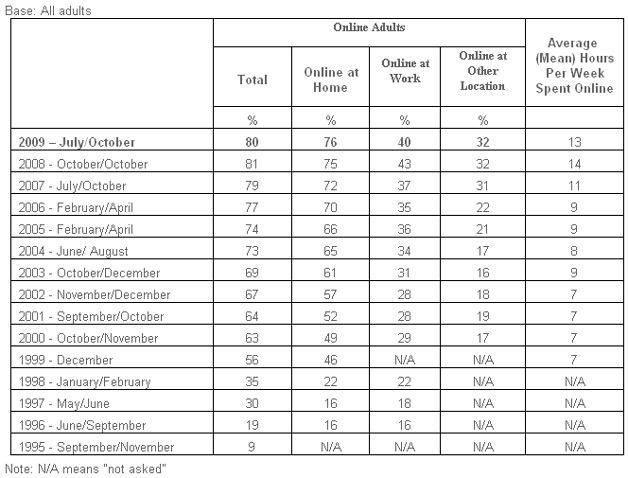 Base: All adults
Online Adults
Average (Mean) Hours Per Week Spent Online
Total
Online at Home
Online at Work
Online at Other Location
% % % %
2009 – July/October 80 76 40 32 13
2008 - October/October 81 75 43 32 14
2007 - July/October 79 72 37 31 11
2006 - February/April 77 70 35 22 9
2005 - February/April 74 66 36 21 9
2004 - June/ August 73 65 34 17 8
2003 - October/December 69 61 31 16 9
2002 - November/December 67 57 28 18 7
2001 - September/October 64 52 28 19 7
2000 - October/November 63 49 29 17 7
1999 - December 56 46 N/A N/A 7
1998 - January/February 35 22 22 N/A N/A
1997 - May/June 30 16 18 N/A N/A
1996 - June/September 19 16 16 N/A N/A
1995 - September/November 9 N/A N/A N/A N/A
Note: N/A means "not asked"